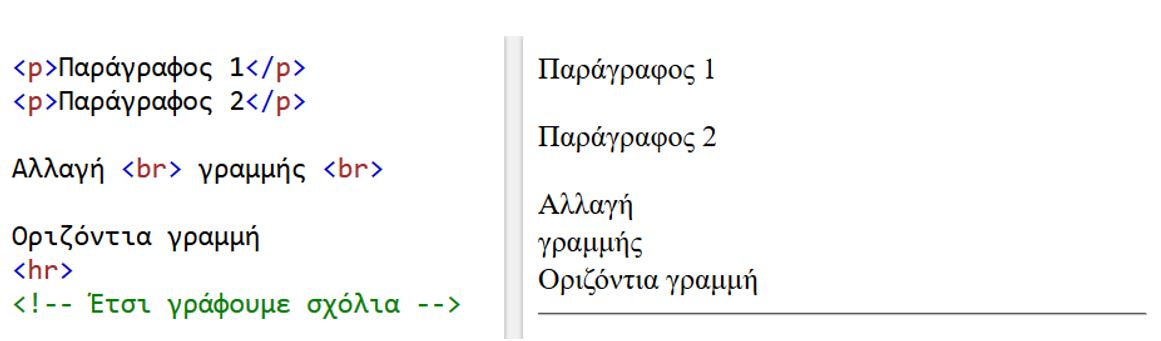 <p>Παράγραφος 1</p>
<p>Παράγραφος 2</p>
Αλλαγή <br> γραμμής <br>
Οριζόντια γραμμή
<hr>
<!-- Έτσι γράφουμε σχόλια -->
Παράγραφος 1
Παράγραφος 2
Αλλαγή
γραμμής
Οριζόντια γραμμή